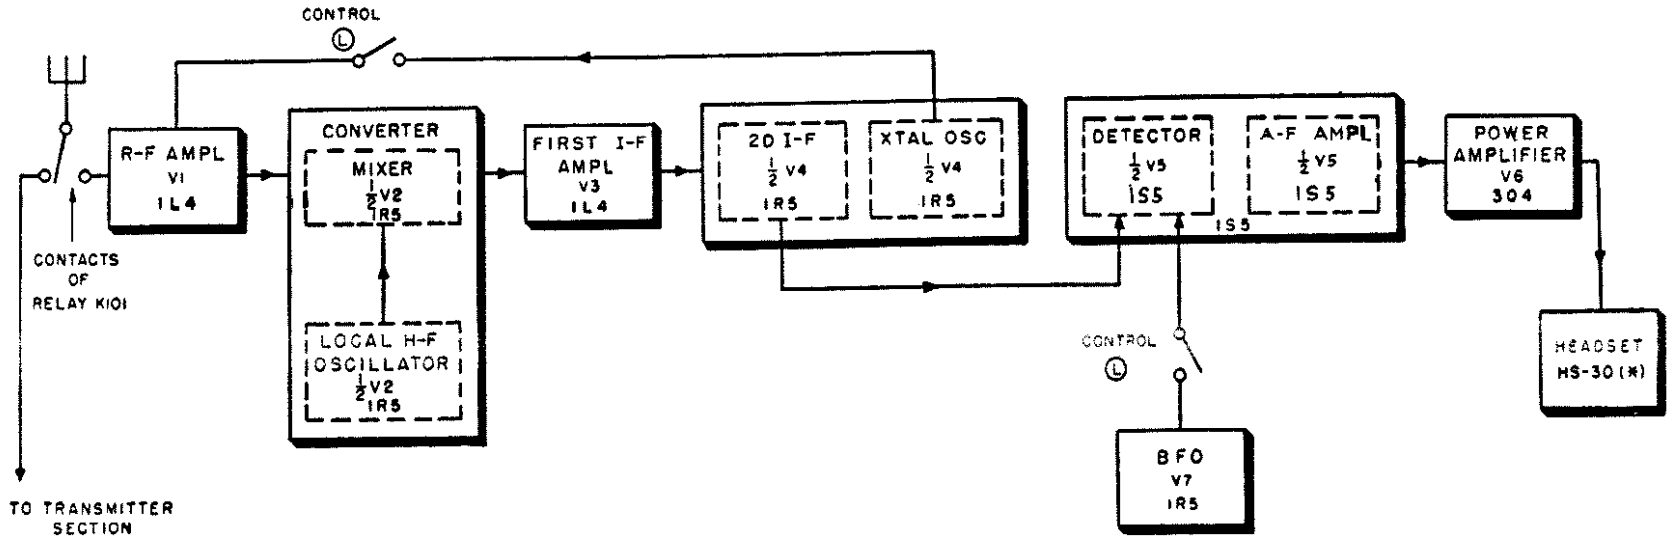 CONTROL
L
R-F AMPL
V1
1L4
CONTACTS
OF
RELAY K101
TO TRANSMITTER
SECTION
CONVERTER
MIXER
½V2
1R5
LOCAL H-F
OSCILLATOR
½V2
1R5
FIRST I-F
AMPL
V3
1L4
2D I-F
½ V4
1R5
XTAL OSC
½ V4
1R5
DETECTOR
½ V5
1S5
A-F AMPL
½ V5
1S5
1S5
CONTROL
L
BFO
V7
1R5
POWER
AMPLIFIER
V6
304
HEADSET
HS-30(*)